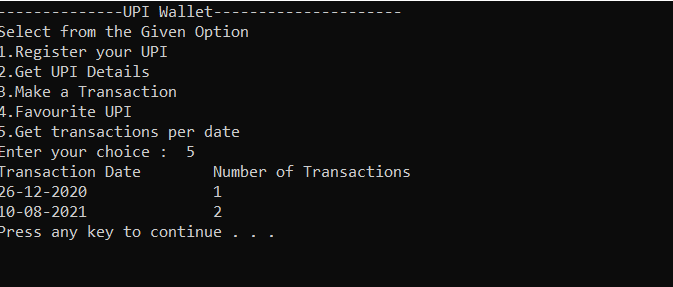 --------------UPI Wallet---------------------
Select from the Given Option
1.Register your UPI
2.Get UPI Details
3.Make a Transaction
4.Favourite UPI
5.Get transactions per date
Enter your choice :  5
Transaction Date        Number of Transactions
26-12-2020              1
10-08-2021              2
Press any key to continue . . .